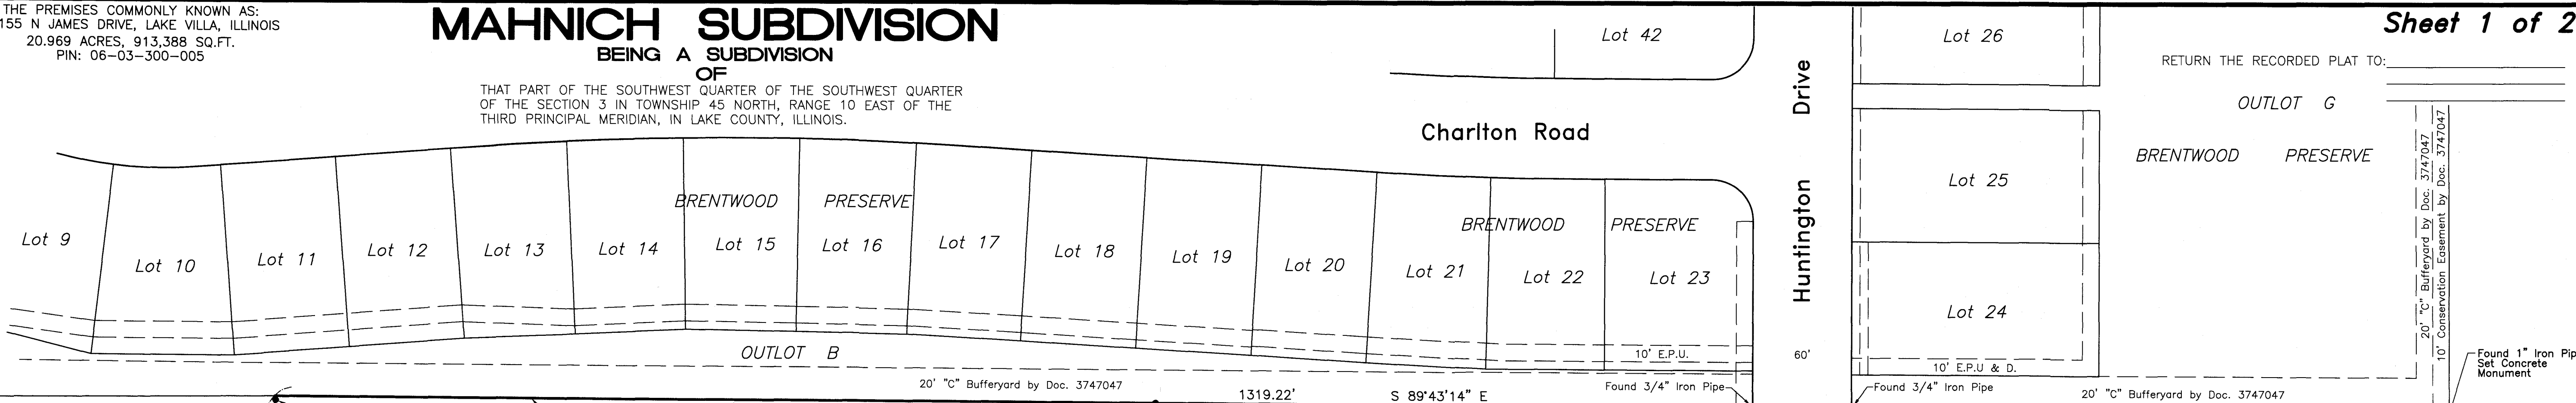 THE PREMISES COMMONLY KNOWN AS:
155 N JAMES DRIVE, LAKE VILLA, ILLINOIS
20.969 ACRES, 913,388 SQ.FT.
PIN: 06-03-300-005
MAHNICH SUBDIVISION
BEING A SUBDIVISION
OF
THAT PART OF THE SOUTHWEST QUARTER OF THE SOUTHWEST QUARTER
OF THE SECTION 3 IN TOWNSHIP 45 NORTH, RANGE 10 EAST OF THE
THIRD PRINCIPAL MERIDIAN, IN LAKE COUNTY, ILLINOIS.
Sheet 1 of 2
RETURN THE RECORDED PLAT TO:
Lot 42
Lot 26
OUTLOT G
Charlton Road
Huntington Drive
BRENTWOOD PRESERVE
Lot 25
BRENTWOOD PRESERVE
BRENTWOOD PRESERVE
Lot 9
Lot 10
Lot 11
Lot 12
Lot 13
Lot 14
Lot 15
Lot 16
Lot 17
Lot 18
Lot 19
Lot 20
Lot 21
Lot 22
Lot 23
Lot 24
20' "C" Bufferyard by Doc. 3747047
10' Conservation Easement by Doc. 3747047
OUTLOT B
10' E.P.U.
60'
10' E.P.U & D.
Found 1" Iron Pip
Set Concrete
Monument
20' "C" Bufferyard by Doc. 3747047
1319.22'
S 89°43'14" E
Found 3/4" Iron Pipe
Found 3/4" Iron Pipe
20' "C" Bufferyard by Doc. 3747047